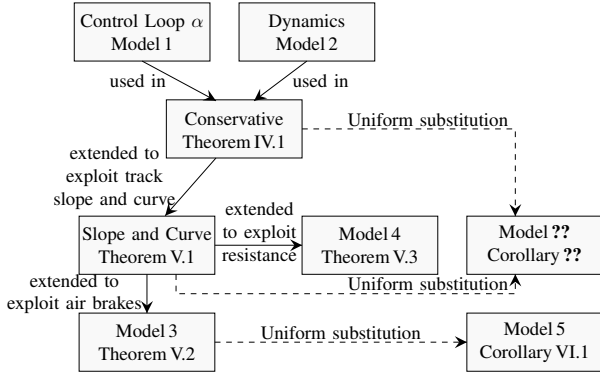 Control Loop α
Model 1
Dynamics
Model 2
used in
used in
Conservative
Theorem IV.1
Uniform substitution
extended to
exploit track
slope and curve
Slope and Curve
Theorem V.1
extended
to exploit
resistance
Model 4
Theorem V.3
Model ??
Corollary ??
extended to
exploit air brakes
Uniform substitution
Model 3
Theorem V.2
Uniform substitution
Model 5
Corollary VI.1